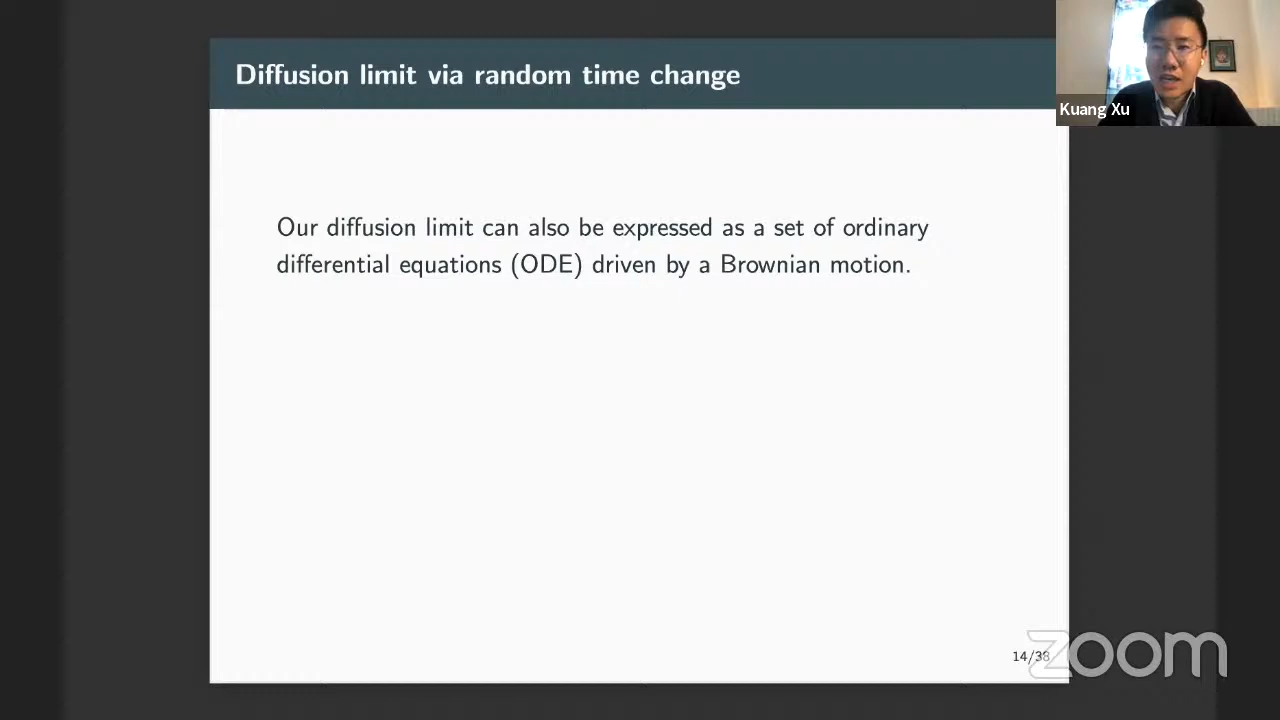 Diffusion limit via random time change
Kuang Xu
Our diffusion limit can also be expressed as a set of ordinary
differential equations (ODE) driven by a Brownian motion.
14/38
zoom